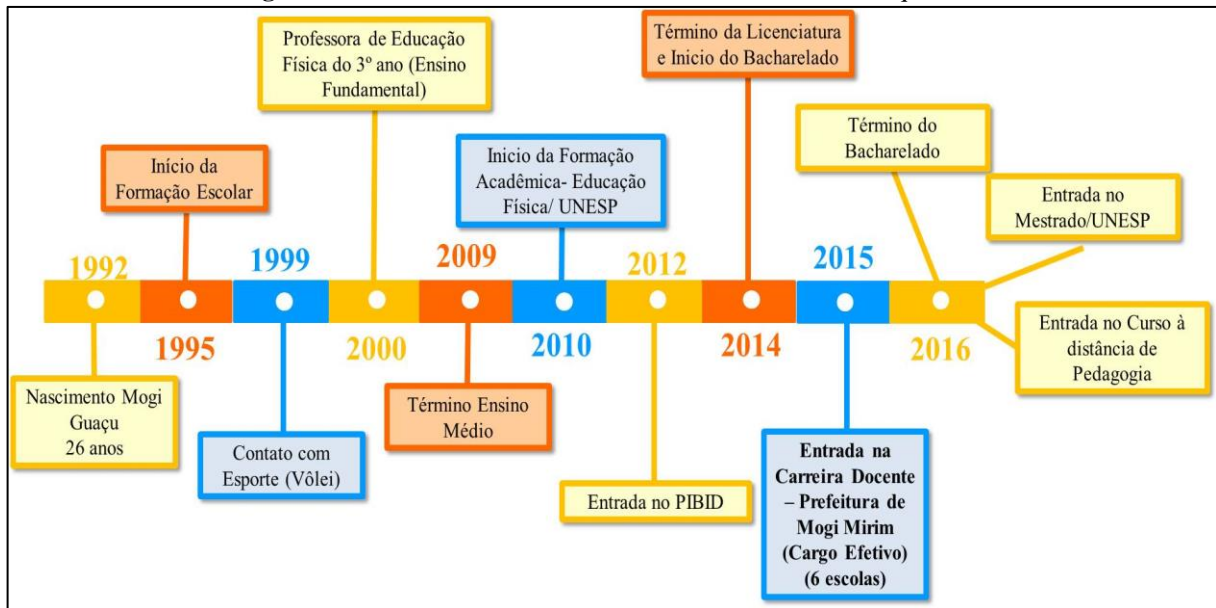 Professora de Educação
Física do 3º ano (Ensino
Fundamental)
Término da Licenciatura
e Inicio do Bacharelado
Início da
Formação Escolar
Inicio da Formação
Acadêmica- Educação
Física/ UNESP
Término do
Bacharelado
Entrada no
Mestrado/UNESP
1992
1999
2009
2012
2015
1995
2000
2010
2014
2016
Nascimento Mogi
Guaçu
26 anos
Contato com
Esporte (Vôlei)
Término Ensino
Médio
Entrada no PIBID
Entrada na
Carreira Docente
– Prefeitura de
Mogi Mirim
(Cargo Efetivo)
(6 escolas)
Entrada no Curso à
distância de
Pedagogia